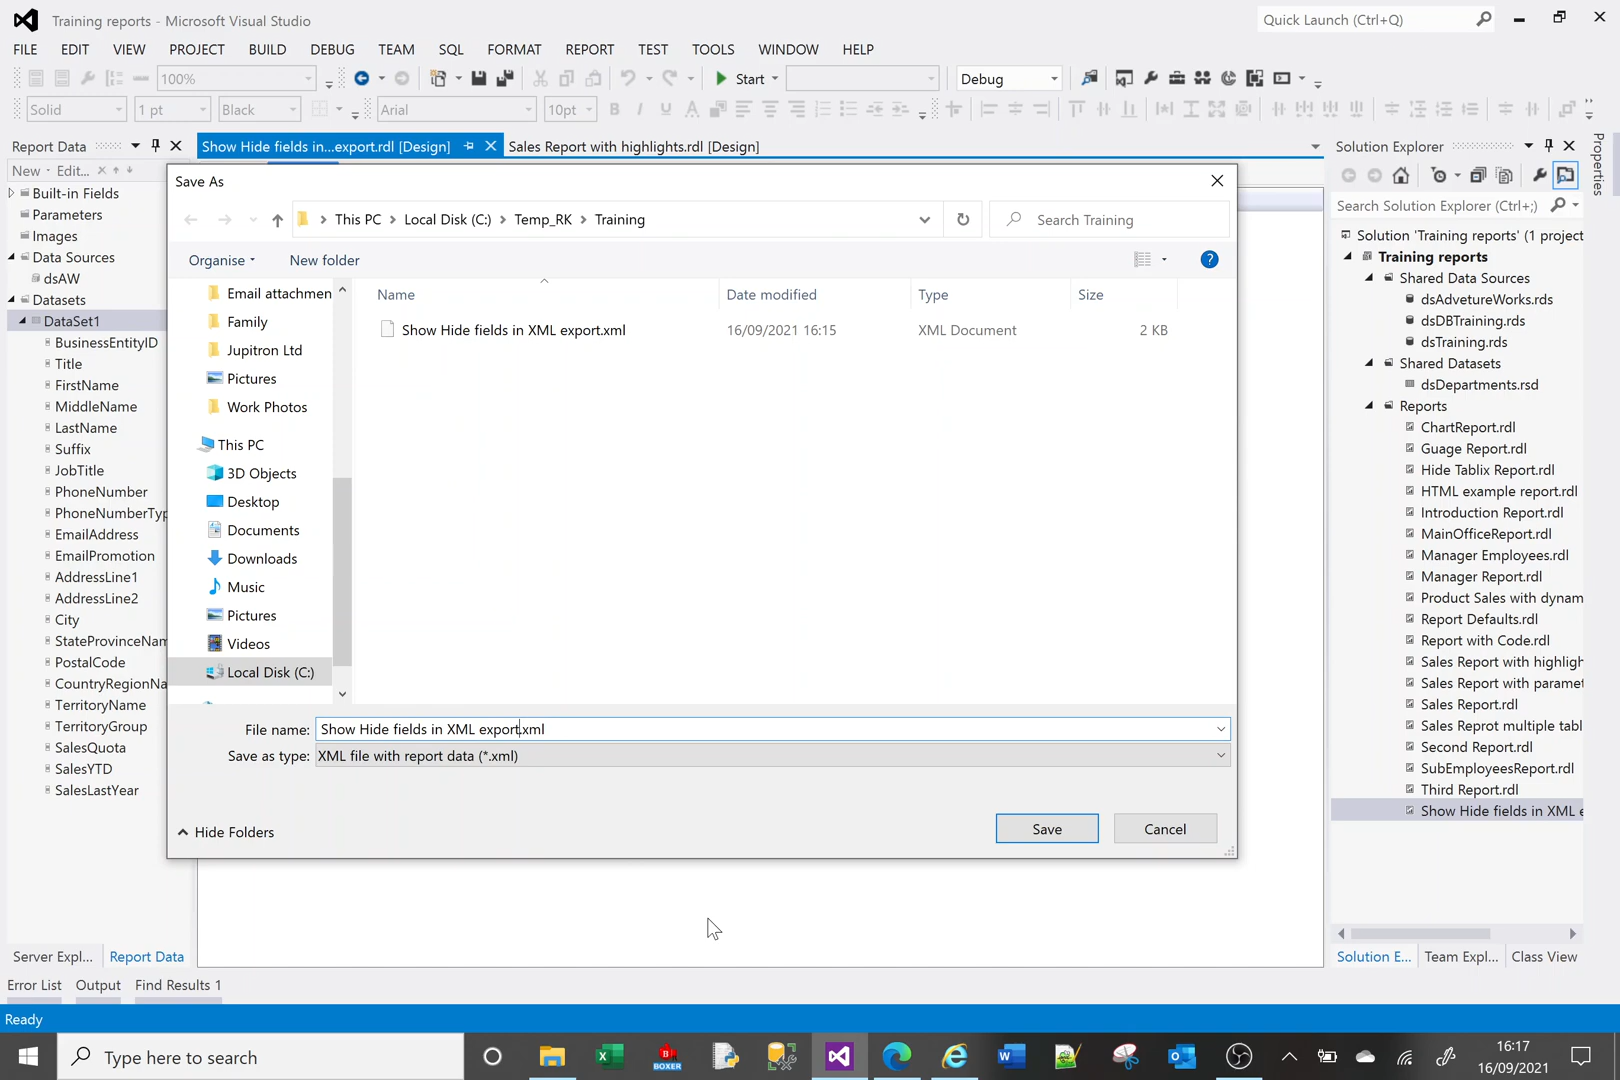 Training reports - Microsoft Visual Studio
Quick Launch (Ctrl+Q)
FILE EDIT VIEW PROJECT BUILD DEBUG TEAM SQL FORMAT REPORT TEST TOOLS WINDOW HELP
100%
Start
Debug
Solid
1 pt
Black
Arial
10pt
B I U A
Report Data
New
Edit...
Built-in Fields
Parameters
Images
Data Sources
dsAW
Datasets
DataSet1
BusinessEntityID
Title
FirstName
MiddleName
LastName
Suffix
JobTitle
PhoneNumber
PhoneNumberTyp
EmailAddress
EmailPromotion
AddressLine1
AddressLine2
City
StateProvinceNam
PostalCode
CountryRegionNa
TerritoryName
TerritoryGroup
SalesQuota
SalesYTD
SalesLastYear
Server Expl...
Report Data
Show Hide fields in...export.rdl [Design]
Sales Report with highlights.rdl [Design]
Save As
This PC
Local Disk (C:)
Temp_RK
Training
Search Training
Organise
New folder
?
Email attachmen
Family
Jupitron Ltd
Pictures
Work Photos
This PC
3D Objects
Desktop
Documents
Downloads
Music
Pictures
Videos
Local Disk (C:)
Name Date modified Type Size
Show Hide fields in XML export.xml 16/09/2021 16:15 XML Document 2 KB
File name: Show Hide fields in XML export.xml
Save as type: XML file with report data (*.xml)
Hide Folders
Save
Cancel
Solution Explorer
Search Solution Explorer (Ctrl+;)
Solution 'Training reports' (1 project
Training reports
Shared Data Sources
dsAdvetureWorks.rds
dsDBTraining.rds
dsTraining.rds
Shared Datasets
dsDepartments.rsd
Reports
ChartReport.rdl
Guage Report.rdl
Hide Tablix Report.rdl
HTML example report.rdl
Introduction Report.rdl
MainOfficeReport.rdl
Manager Employees.rdl
Manager Report.rdl
Product Sales with dynam
Report Defaults.rdl
Report with Code.rdl
Sales Report with highligh
Sales Report with paramet
Sales Report.rdl
Sales Reprot multiple tabl
Second Report.rdl
SubEmployeesReport.rdl
Third Report.rdl
Show Hide fields in XML e
Solution E...
Team Expl...
Class View
Properties
Error List
Output
Find Results 1
Ready
Type here to search
BOXER
16:17
16/09/2021